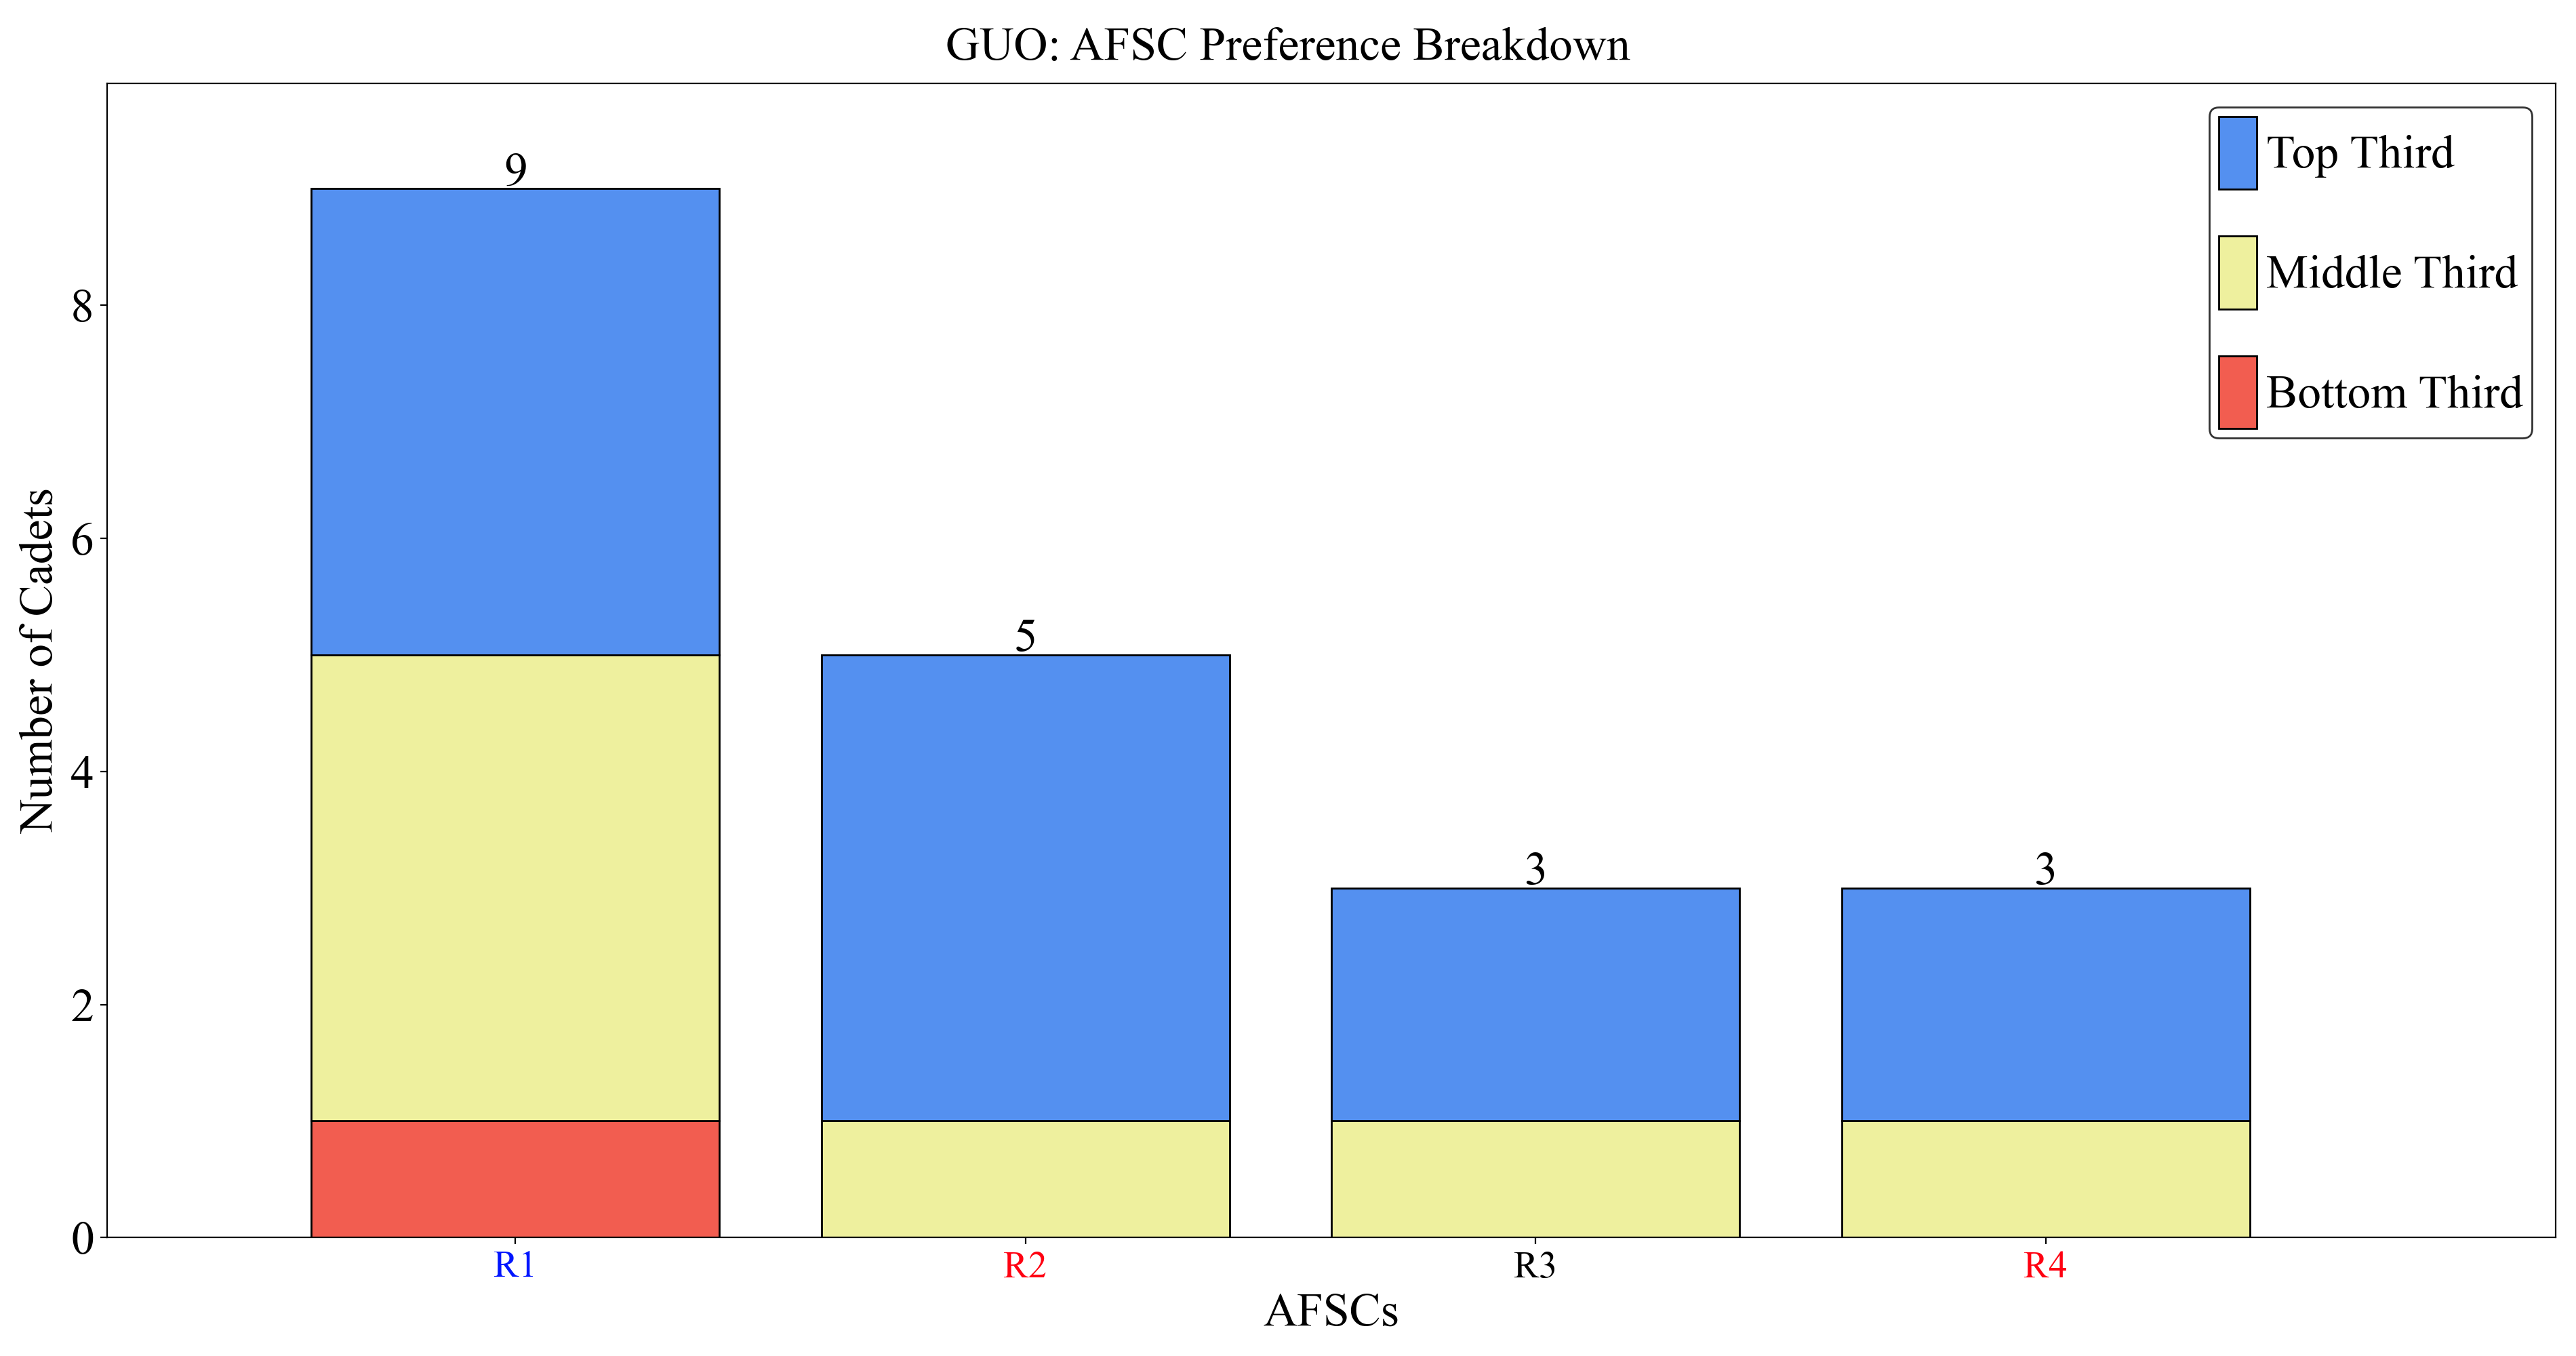 GUO: AFSC Preference Breakdown
Top Third
Middle Third
Bottom Third
Number of Cadets
8
6
4
2
0
9
5
3
3
R1
R2
R3
R4
AFSCs